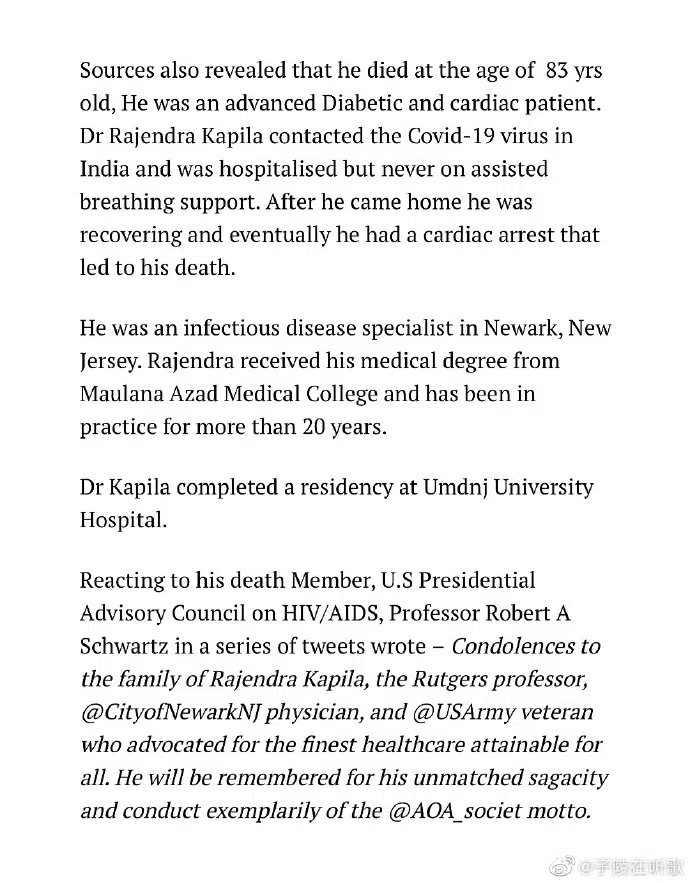 Sources also revealed that he died at the age of  83 yrs
old, He was an advanced Diabetic and cardiac patient.
Dr Rajendra Kapila contacted the Covid-19 virus in
India and was hospitalised but never on assisted
breathing support. After he came home he was
recovering and eventually he had a cardiac arrest that
led to his death.
He was an infectious disease specialist in Newark, New
Jersey. Rajendra received his medical degree from
Maulana Azad Medical College and has been in
practice for more than 20 years.
Dr Kapila completed a residency at Umdnj University
Hospital.
Reacting to his death Member, U.S Presidential
Advisory Council on HIV/AIDS, Professor Robert A
Schwartz in a series of tweets wrote – Condolences to
the family of Rajendra Kapila, the Rutgers professor,
@CityofNewarkNJ physician, and @USArmy veteran
who advocated for the finest healthcare attainable for
all. He will be remembered for his unmatched sagacity
and conduct exemplarily of the @AOA_societ motto.
@子陵在听歌